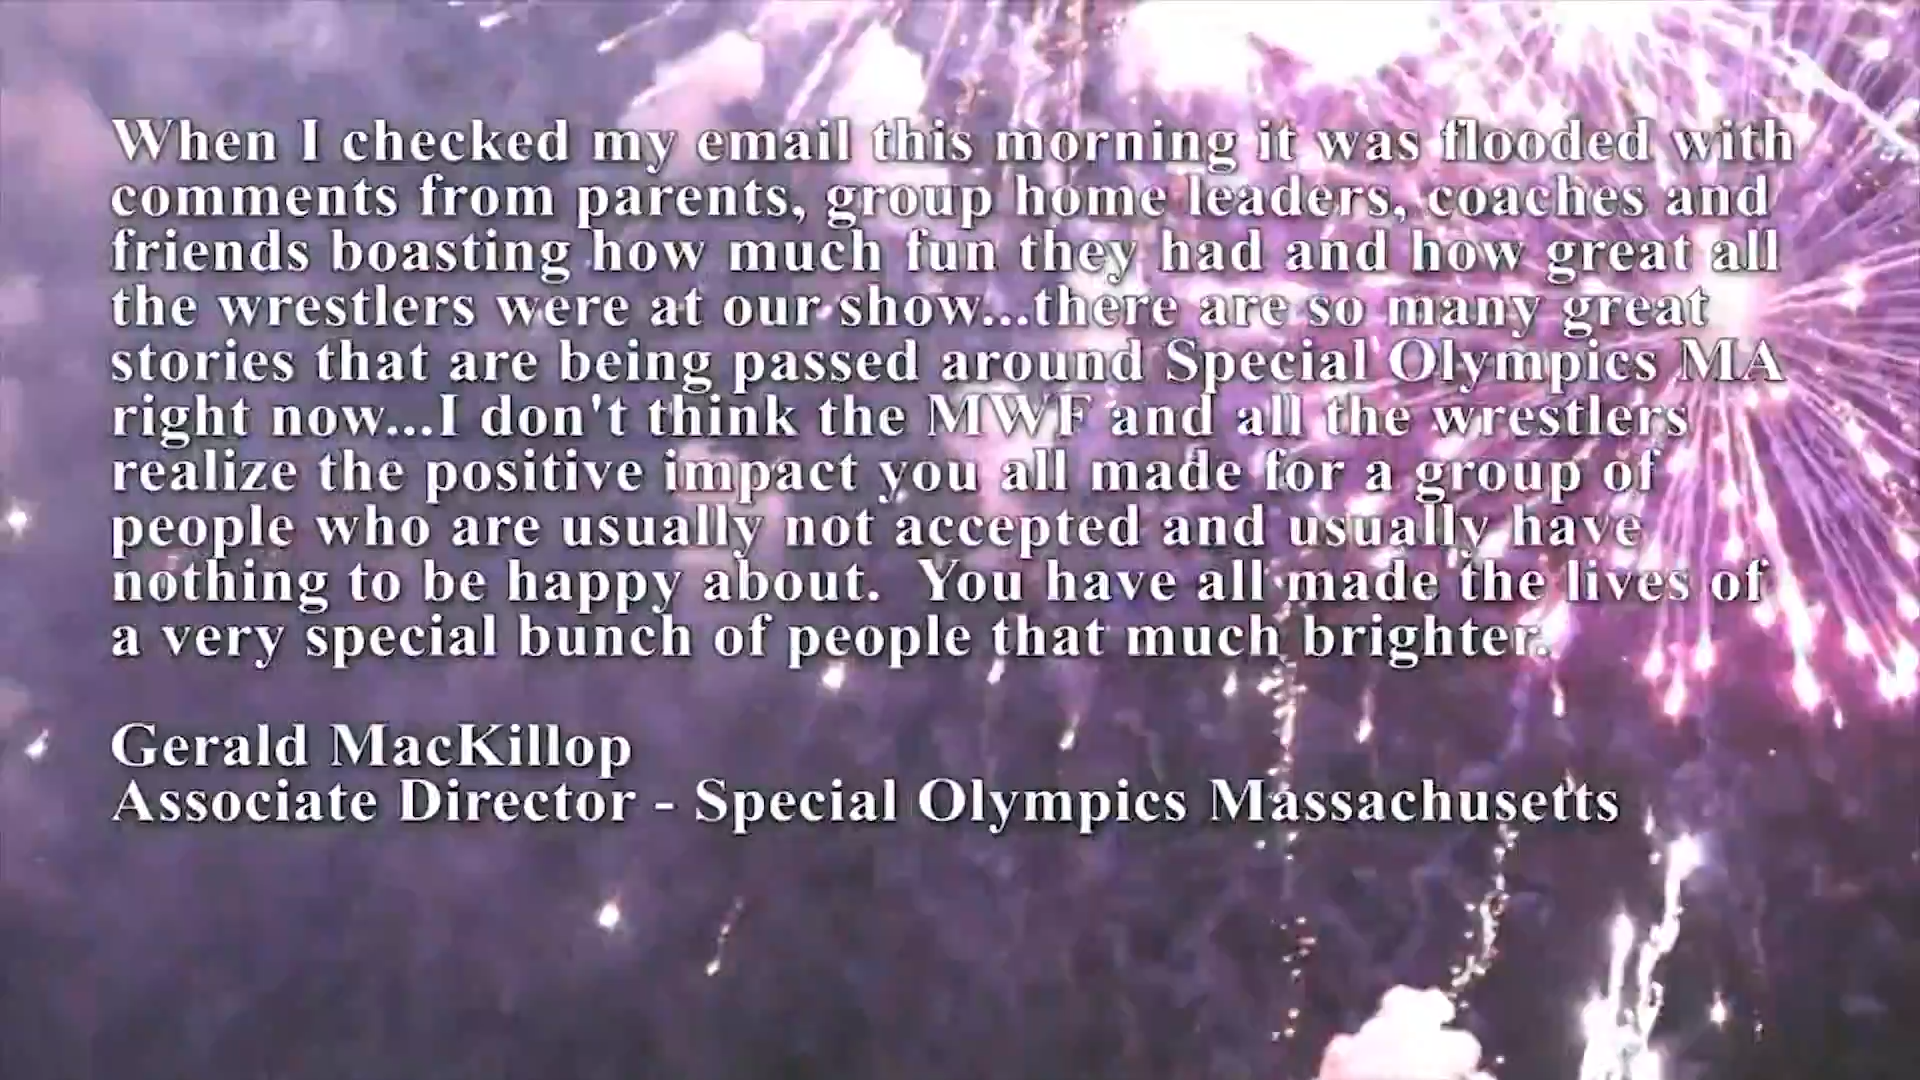 When I checked my email this morning it was flooded with
comments from parents, group home leaders, coaches and
friends boasting how much fun they had and how great all
the wrestlers were at our show...there are so many great
stories that are being passed around Special Olympics MA
right now...I don't think the MWF and all the wrestlers
realize the positive impact you all made for a group of
people who are usually not accepted and usually have
nothing to be happy about.  You have all made the lives of
a very special bunch of people that much brighter.
Gerald MacKillop
Associate Director - Special Olympics Massachusetts